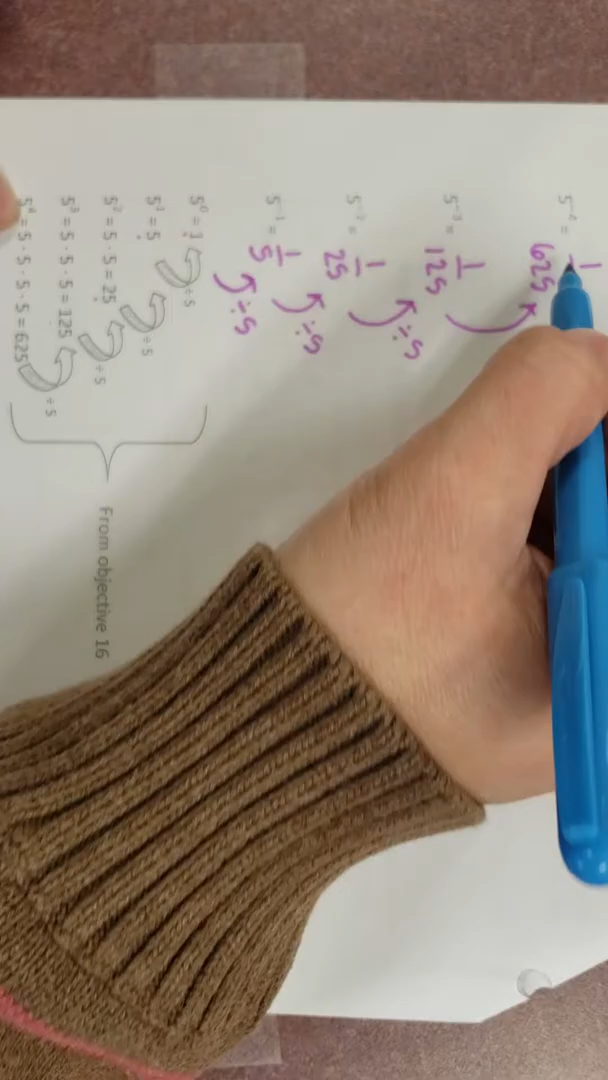 5⁻⁴ = 1/625
5⁻³ = 1/125
÷5
5⁻² = 1/25
÷5
5⁻¹ = 1/5
÷5
5⁰ = 1
÷ 5
5¹ = 5
÷ 5
5² = 5 · 5 = 25
From objective 16
÷ 5
5³ = 5 · 5 · 5 = 125
÷ 5
5⁴ = 5 · 5 · 5 · 5 = 625